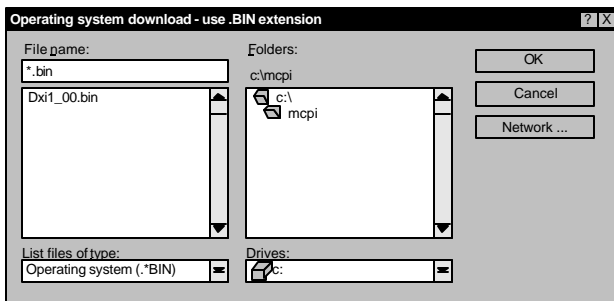 Operating system download - use .BIN extension
? X
File name:
*.bin
Dxi1_00.bin
List files of type:
Operating system (.*BIN)
Folders:
c:\mcpi
c:\
mcpi
Drives:
c:
OK
Cancel
Network ...